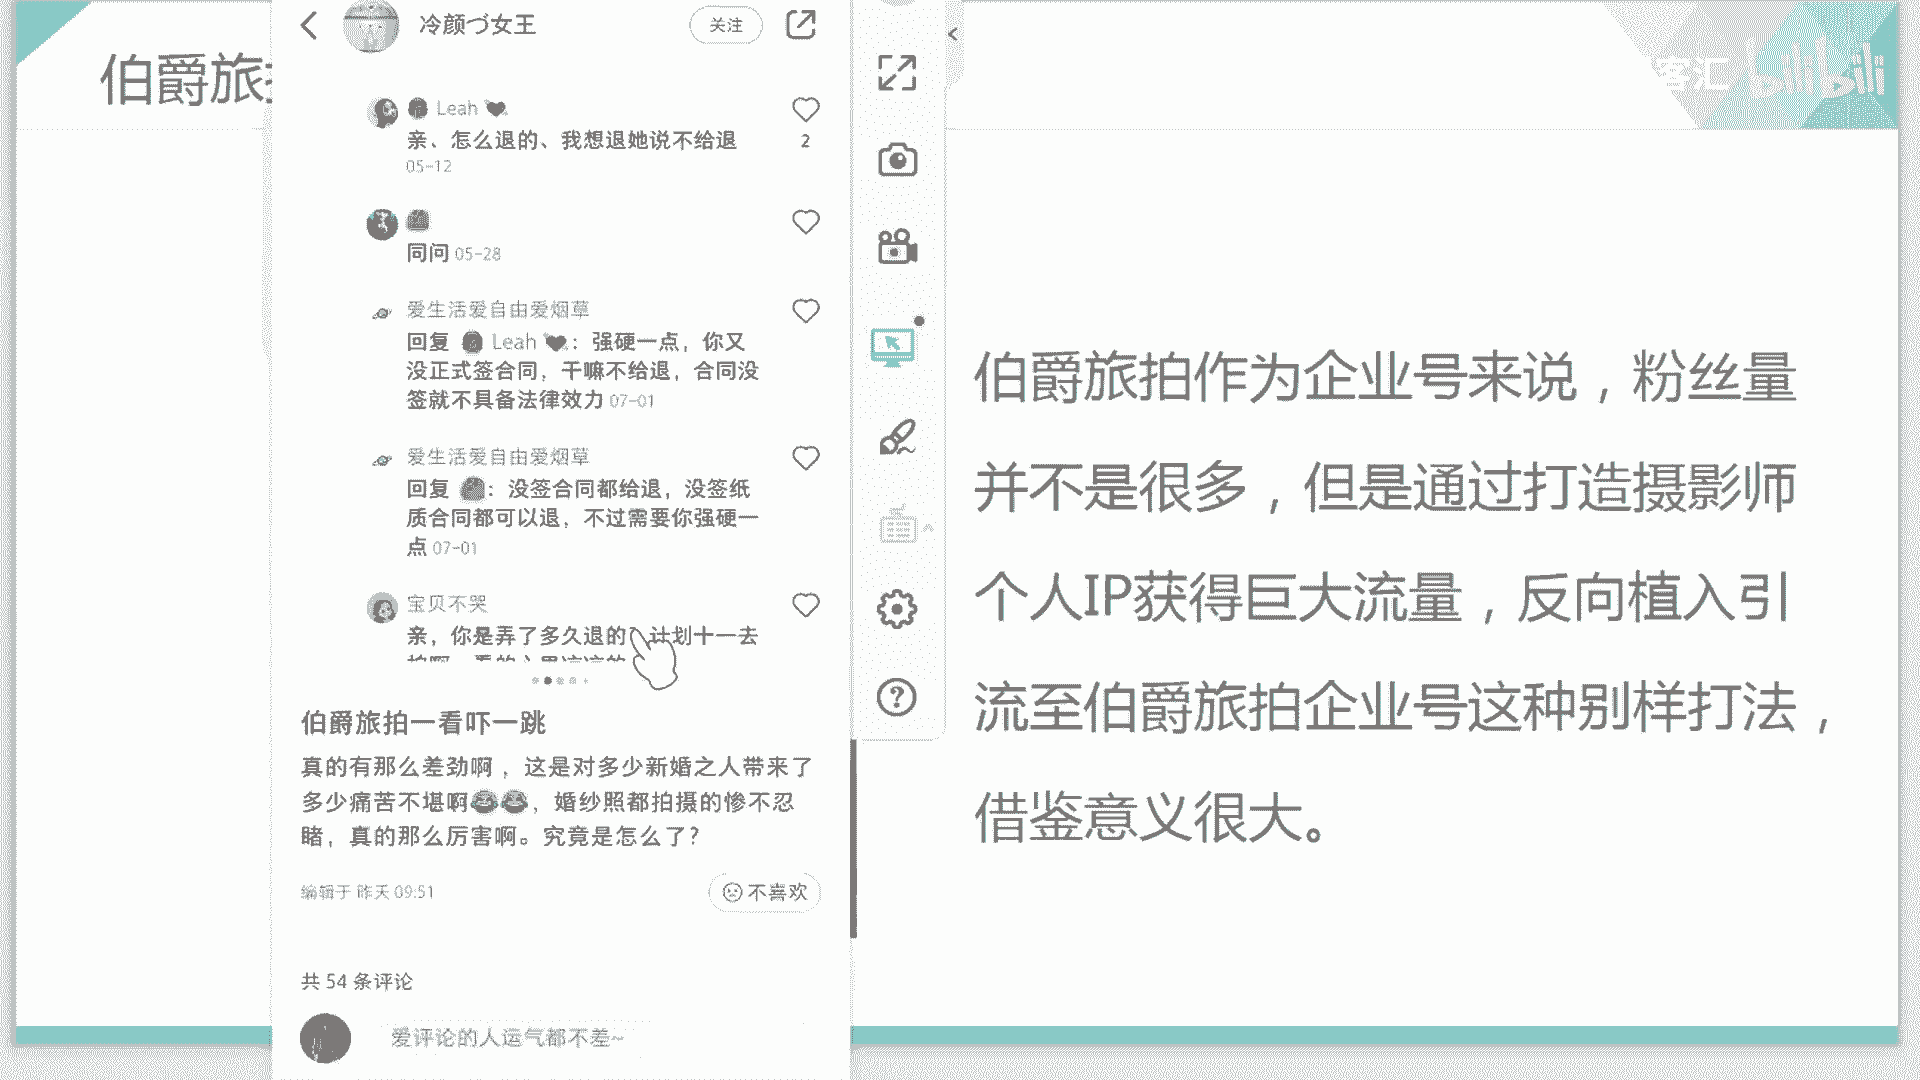 伯爵旅
客汇
bilibili
冷颜づ女王
关注
Leah
亲、怎么退的、我想退她说不给退
2
05-12
同问 05-28
爱生活爱自由爱烟草
回复 Leah ：强硬一点，你又
没正式签合同，干嘛不给退，合同没
签就不具备法律效力 07-01
爱生活爱自由爱烟草
回复 ：没签合同都给退，没签纸
质合同都可以退，不过需要你强硬一
点 07-01
宝贝不哭
亲，你是弄了多久退的 计划十一去
伯爵旅拍一看吓一跳
真的有那么差劲啊，这是对多少新婚之人带来了
多少痛苦不堪啊，婚纱照都拍摄的惨不忍
睹，真的那么厉害啊。究竟是怎么了？
编辑于 昨天 09:51
不喜欢
共 54 条评论
爱评论的人运气都不差~
伯爵旅拍作为企业号来说，粉丝量
并不是很多，但是通过打造摄影师
个人IP获得巨大流量，反向植入引
流至伯爵旅拍企业号这种别样打法，
借鉴意义很大。